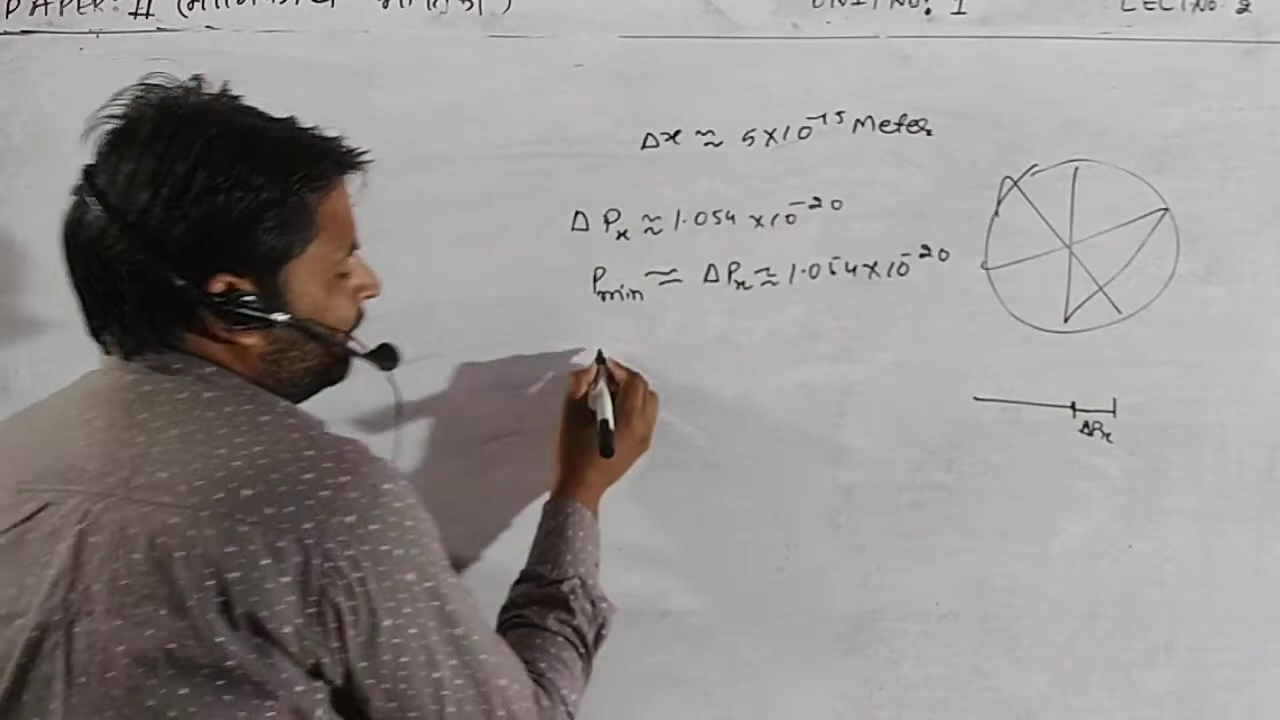 PAPER: II UNIT NO. 1 LEC. NO. 2
Δx ≈ 5×10⁻¹⁵ Meter
ΔPₓ ≈ 1.054 ×10⁻²⁰
Pmin ≃ ΔPₓ ≈ 1.054×10⁻²⁰
ΔPₓ